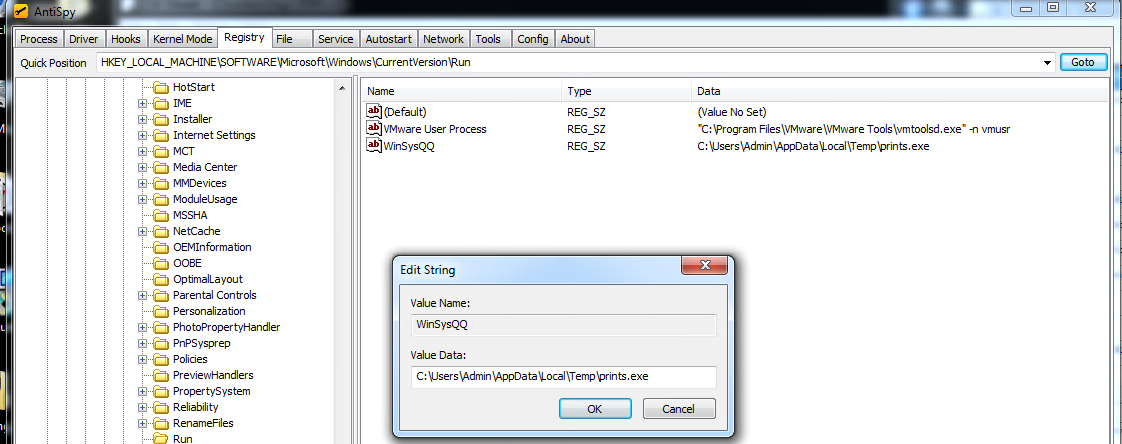 AntiSpy
Process Driver Hooks Kernel Mode Registry File Service Autostart Network Tools Config About
Quick Position HKEY_LOCAL_MACHINE\SOFTWARE\Microsoft\Windows\CurrentVersion\Run Goto
HotStart
IME
Installer
Internet Settings
MCT
Media Center
MMDevices
ModuleUsage
MSSHA
NetCache
OEMInformation
OOBE
OptimalLayout
Parental Controls
Personalization
PhotoPropertyHandler
PnPSysprep
Policies
PreviewHandlers
PropertySystem
Reliability
RenameFiles
Run
Name Type Data
ab (Default) REG_SZ (Value No Set)
ab VMware User Process REG_SZ "C:\Program Files\VMware\VMware Tools\vmtoolsd.exe" -n vmusr
ab WinSysQQ REG_SZ C:\Users\Admin\AppData\Local\Temp\prints.exe
Edit String
Value Name:
WinSysQQ
Value Data:
C:\Users\Admin\AppData\Local\Temp\prints.exe
OK Cancel